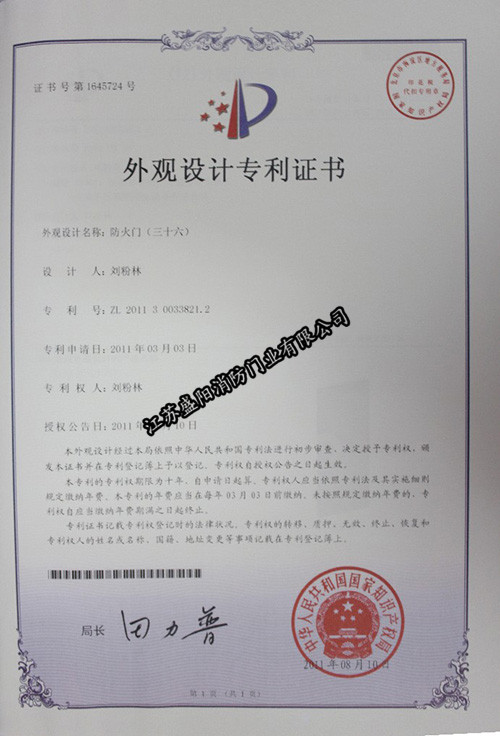 证书号第1645724号
外观设计专利证书
外观设计名称：防火门（三十六）
设计人：刘粉林
专利号：ZL 2011 3 0033821.2
专利申请日：2011年03月03日
专利权人：刘粉林
授权公告日：2011年 10日
江苏盛阳消防门业有限公司
本外观设计经过本局依照中华人民共和国专利法进行初步审查，决定授予专利权，颁
发本证书并在专利登记簿上予以登记。专利权自授权公告之日起生效。
本专利的专利权期限为十年，自申请日起算。专利权人应当依照专利法及其实施细则
规定缴纳年费。本专利的年费应当在每年03月03日前缴纳。未按照规定缴纳年费的，专
利权自应当缴纳年费期满之日起终止。
专利证书记载专利权登记时的法律状况。专利权的转移、质押、无效、终止、恢复和
专利权人的姓名或名称、国籍、地址变更等事项记载在专利登记簿上。
局长
田力普
中华人民共和国国家知识产权局
2011年08月10日
第1页（共1页）